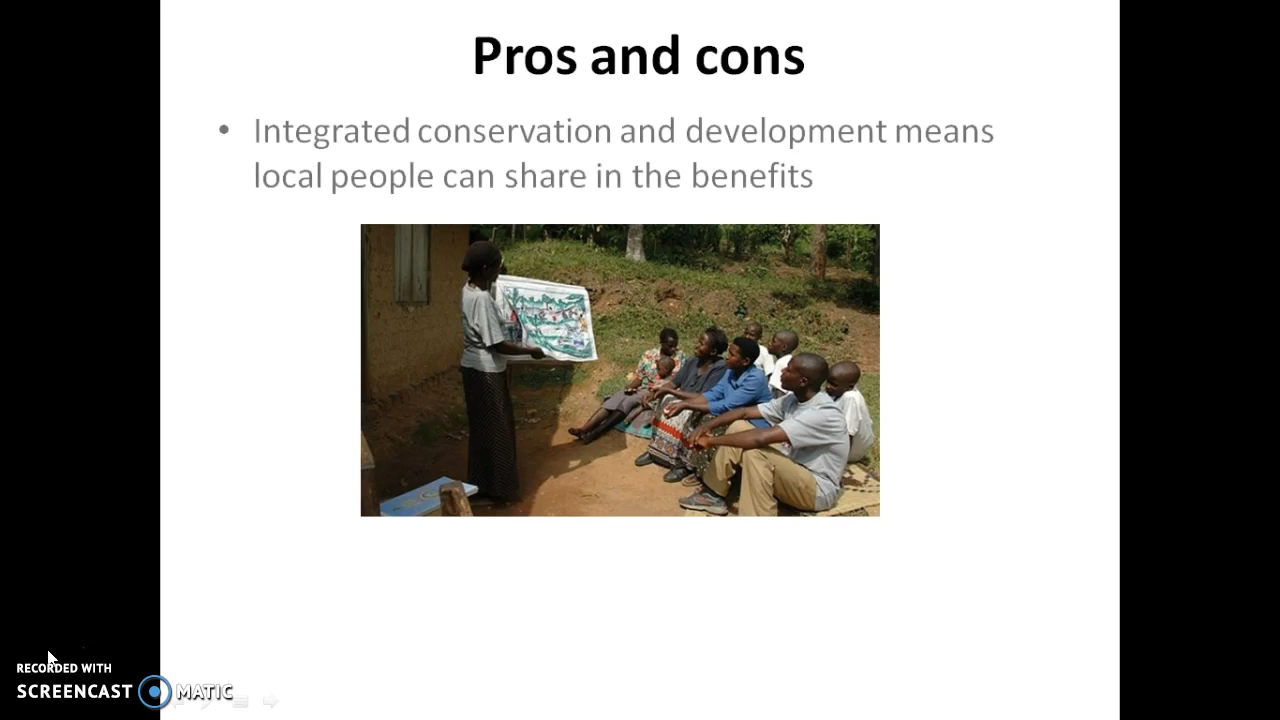 Pros and cons
• Integrated conservation and development means
local people can share in the benefits
RECORDED WITH
SCREENCAST MATIC